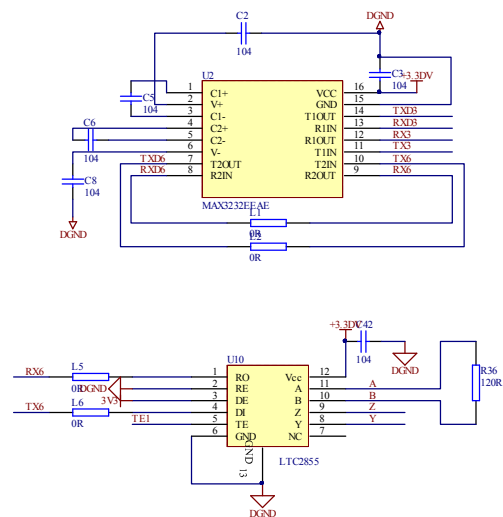 DGND
C2
104
U2
C3
+3.3DV
104
1 C1+ VCC 16
2 V+ GND 15
3 C1- T1OUT 14 TXD3
4 C2+ R1IN 13 RXD3
5 C2- R1OUT 12 RX3
6 V- T1IN 11 TX3
TXD6 7 T2OUT T2IN 10 TX6
RXD6 8 R2IN R2OUT 9 RX6
C5
104
C6
104
C8
104
DGND
MAX3232EEAE
L1
0R
L2
0R
+3.3DV
C42
104
DGND
U10
RX6 L5 1 RO Vcc 12
0R DGND 2 RE A 11 A
3V3 3 DE B 10 B
TX6 L6 4 DI Z 9 Z
0R TE1 5 TE Y 8 Y
6 GND NC 7
R36
120R
GND
13
LTC2855
DGND